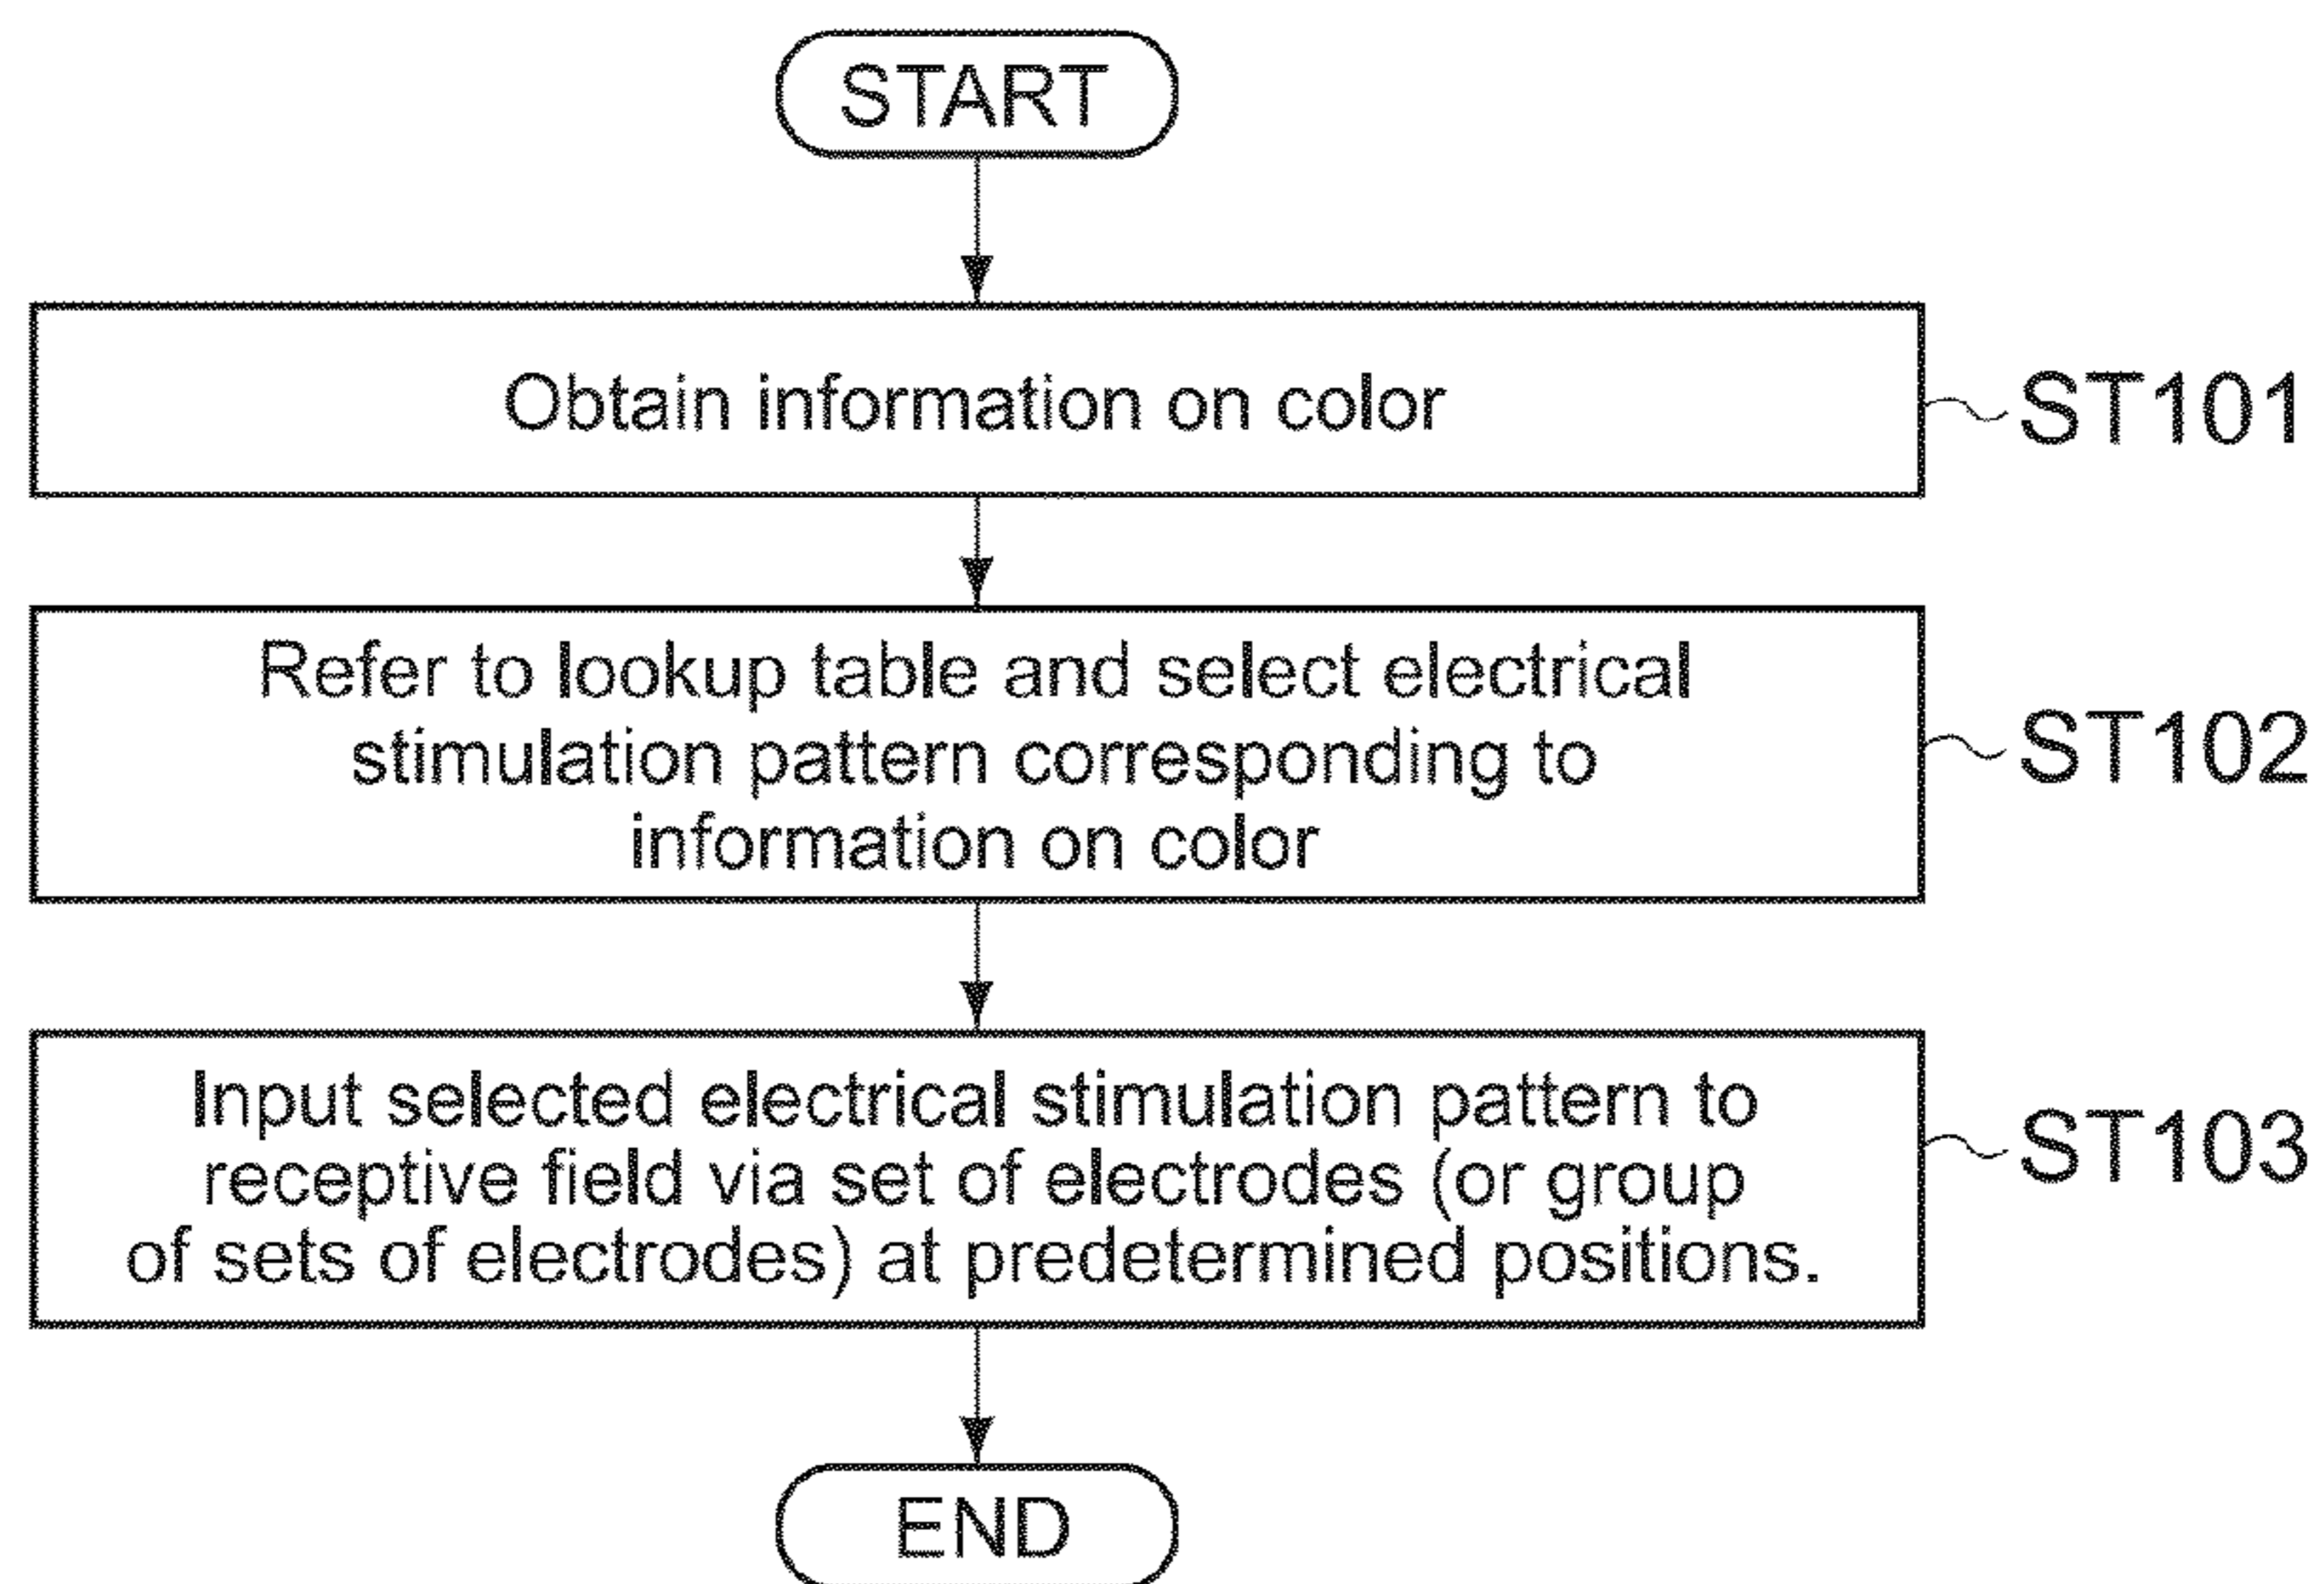 START
Obtain information on color
ST101
Refer to lookup table and select electrical
stimulation pattern corresponding to
information on color
ST102
Input selected electrical stimulation pattern to
receptive field via set of electrodes (or group
of sets of electrodes) at predetermined positions.
ST103
END